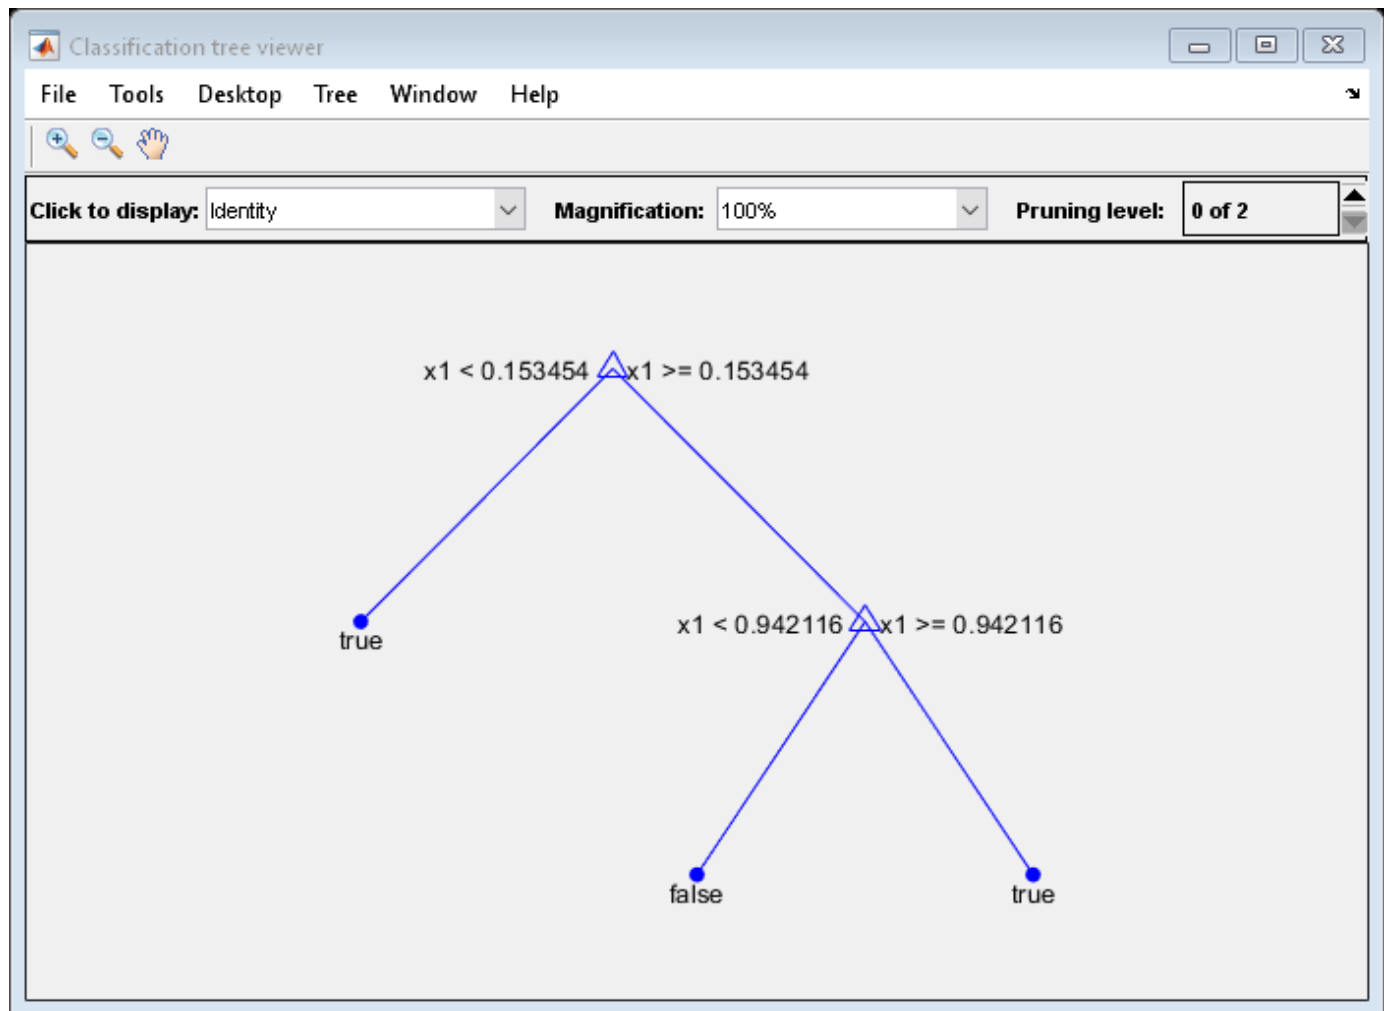 Classification tree viewer
File Tools Desktop Tree Window Help
Click to display: Identity Magnification: 100% Pruning level: 0 of 2
x1 < 0.153454 x1 >= 0.153454
x1 < 0.942116 x1 >= 0.942116
true
false true